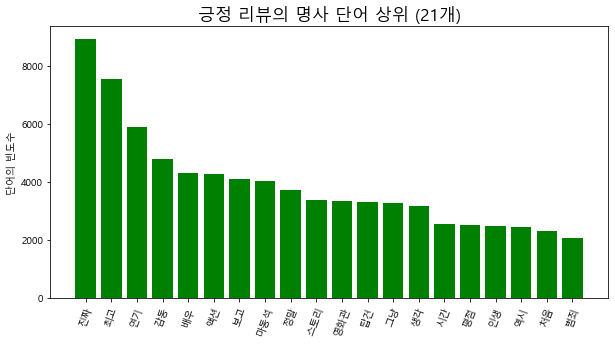 긍정 리뷰의 명사 단어 상위 (21개)
단어의 빈도수
8000
6000
4000
2000
0
진짜
최고
연기
감동
배우
액션
보고
마동석
정말
스토리
영화관
탑건
그냥
생각
시간
평점
인생
역시
처음
범죄